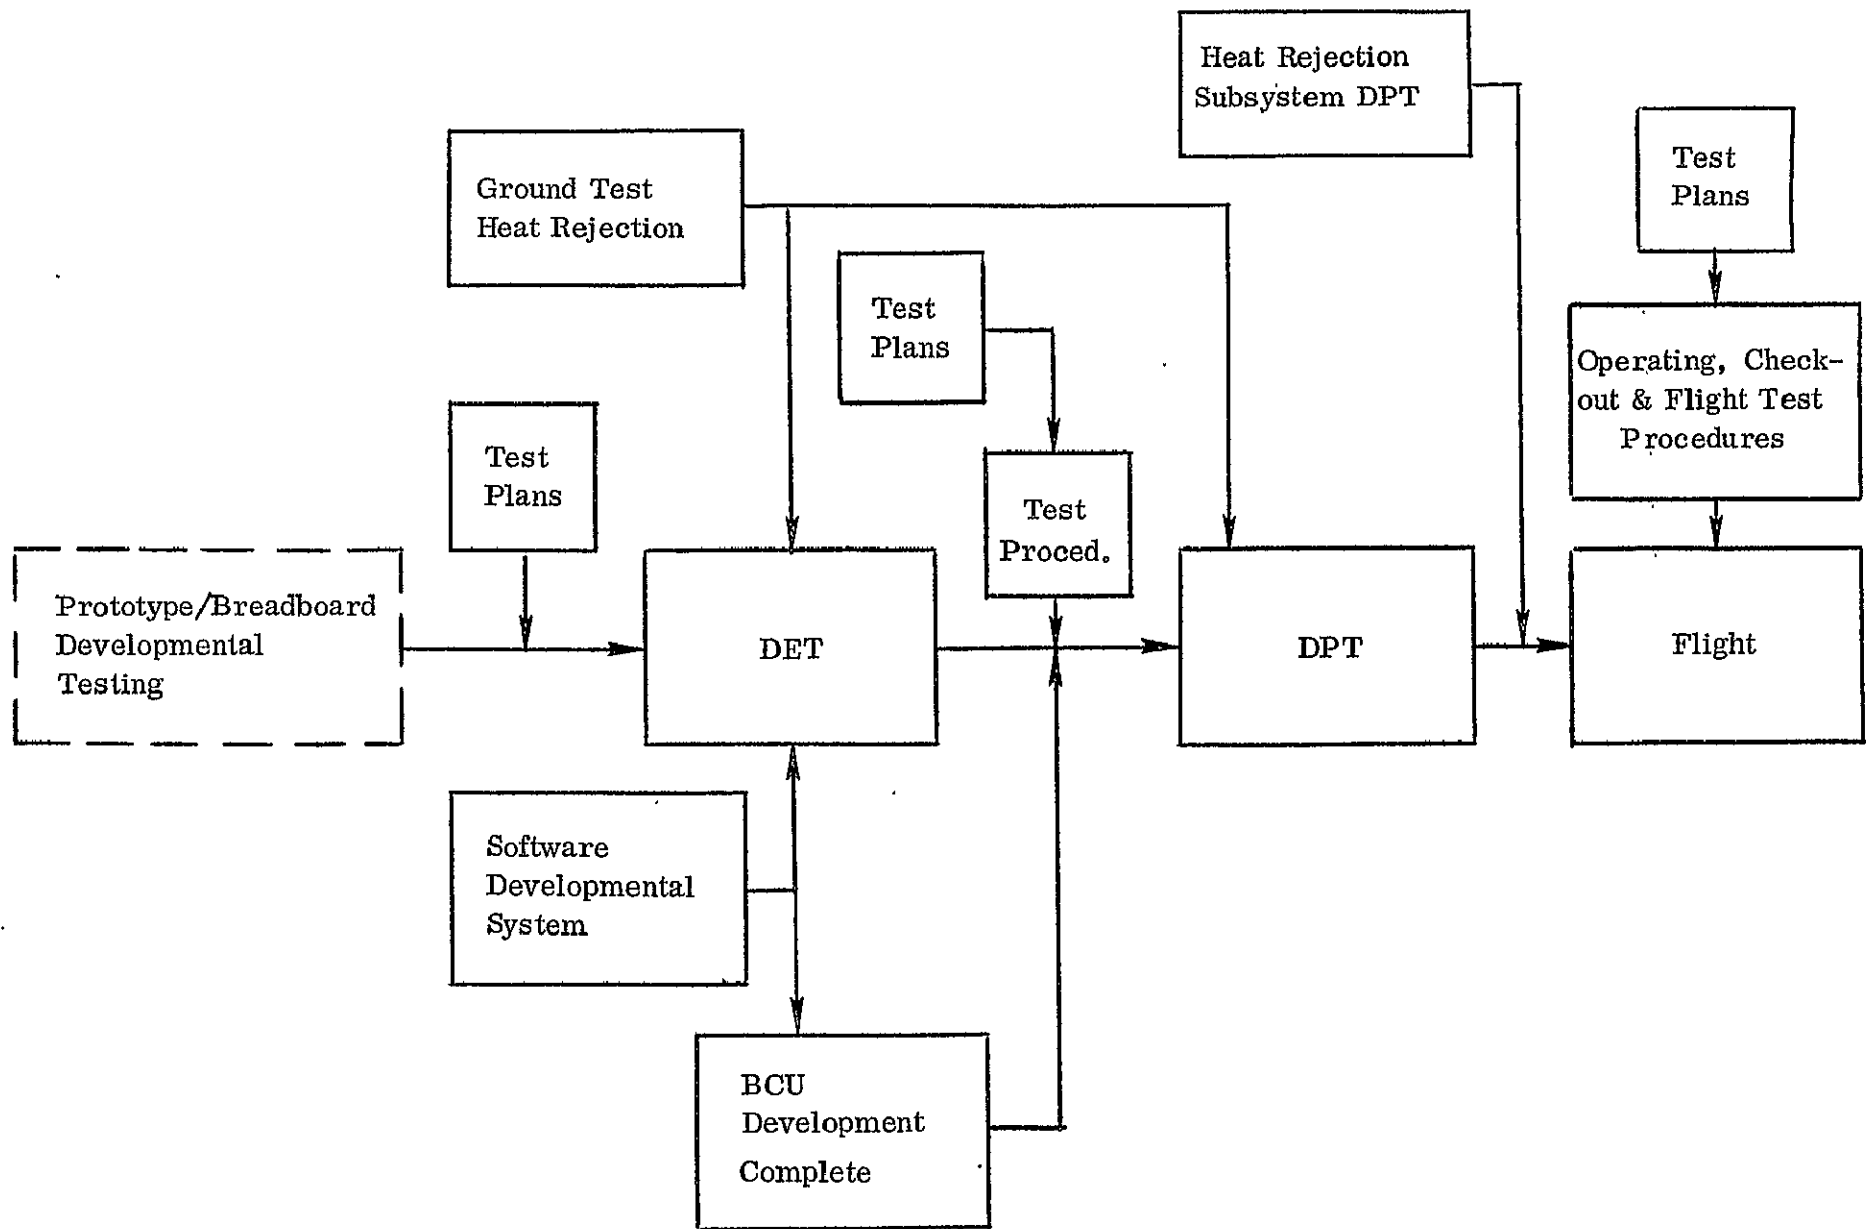 Heat Rejection
Subsystem DPT
Test
Plans
Ground Test
Heat Rejection
Test
Plans
Operating, Check-
out & Flight Test
Procedures
Test
Plans
Test
Proced.
Prototype/Breadboard
Developmental
Testing
DET
DPT
Flight
Software
Developmental
System
BCU
Development
Complete